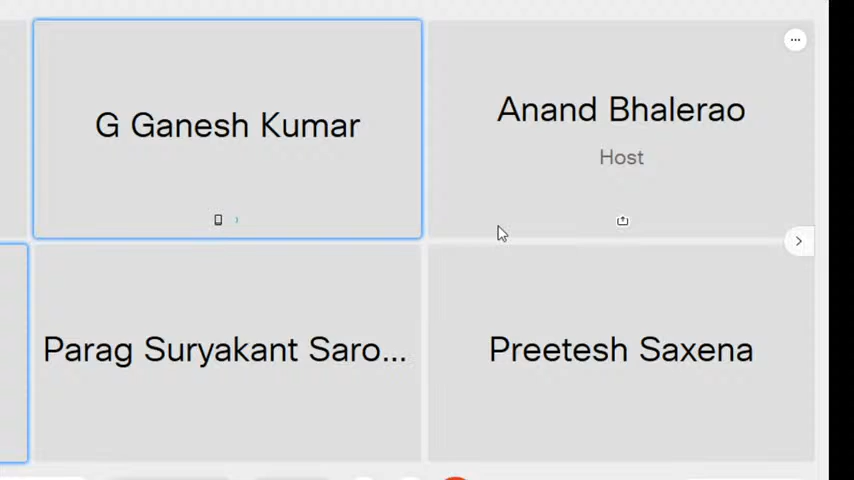 G Ganesh Kumar
Anand Bhalerao
Host
Parag Suryakant Saro...
Preetesh Saxena